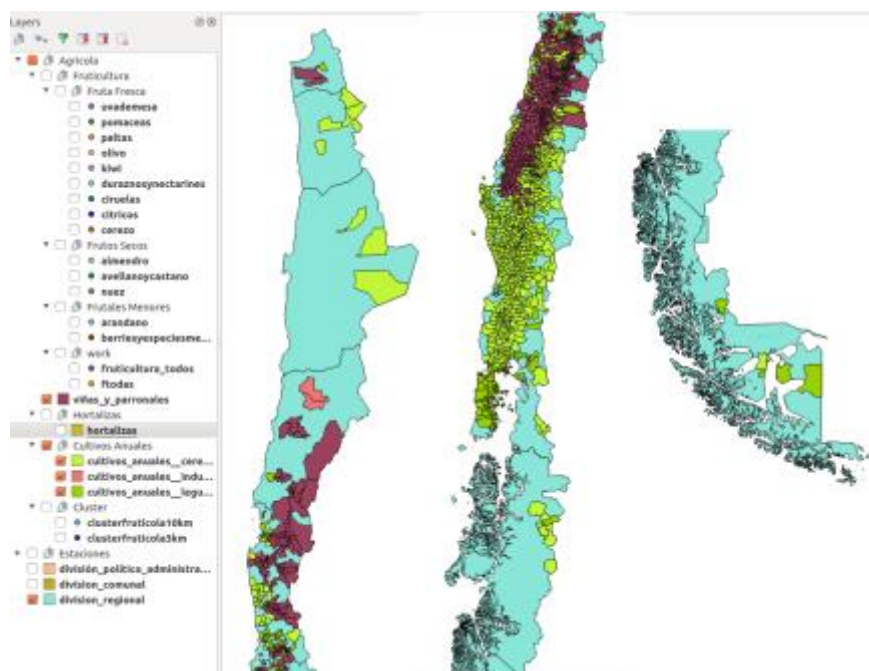 Layers
Agricola
Fruticultura
Fruta Fresca
uvademesa
pomaceas
paltas
olivo
kiwi
duraznosynectarines
ciruelas
citricas
cerezo
Frutos Secos
almendro
avellanoycastano
nuez
Frutales Menores
arandano
berriesyespeciesme...
work
fruticultura_todos
ftodas
viñas_y_parronales
Hortalizas
hortalizas
Cultivos Anuales
cultivos_anuales__cere...
cultivos_anuales__indu...
cultivos_anuales__legu...
Cluster
clusterfruticola10km
clusterfruticola5km
Estaciones
división_político_administra...
division_comunal
division_regional